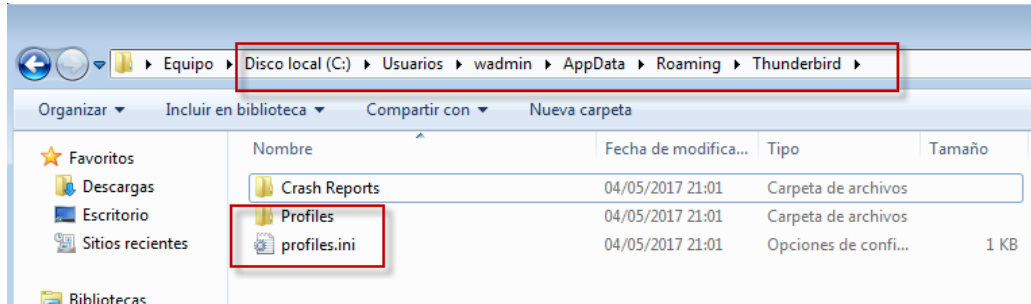 Equipo Disco local (C:) Usuarios wadmin AppData Roaming Thunderbird
Organizar Incluir en biblioteca Compartir con Nueva carpeta
Favoritos
Descargas
Escritorio
Sitios recientes
Bibliotecas
Nombre Fecha de modifica... Tipo Tamaño
Crash Reports 04/05/2017 21:01 Carpeta de archivos
Profiles 04/05/2017 21:01 Carpeta de archivos
profiles.ini 04/05/2017 21:01 Opciones de confi... 1 KB